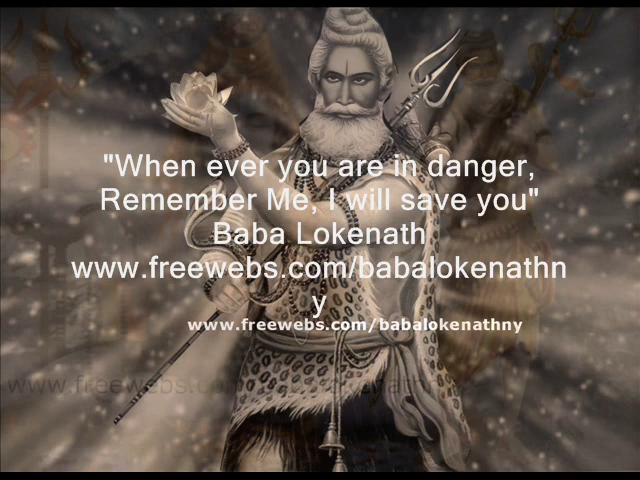 "When ever you are in danger,
Remember Me, I will save you"
Baba Lokenath
www.freewebs.com/babalokenathn
y
www.freewebs.com/babalokenathny